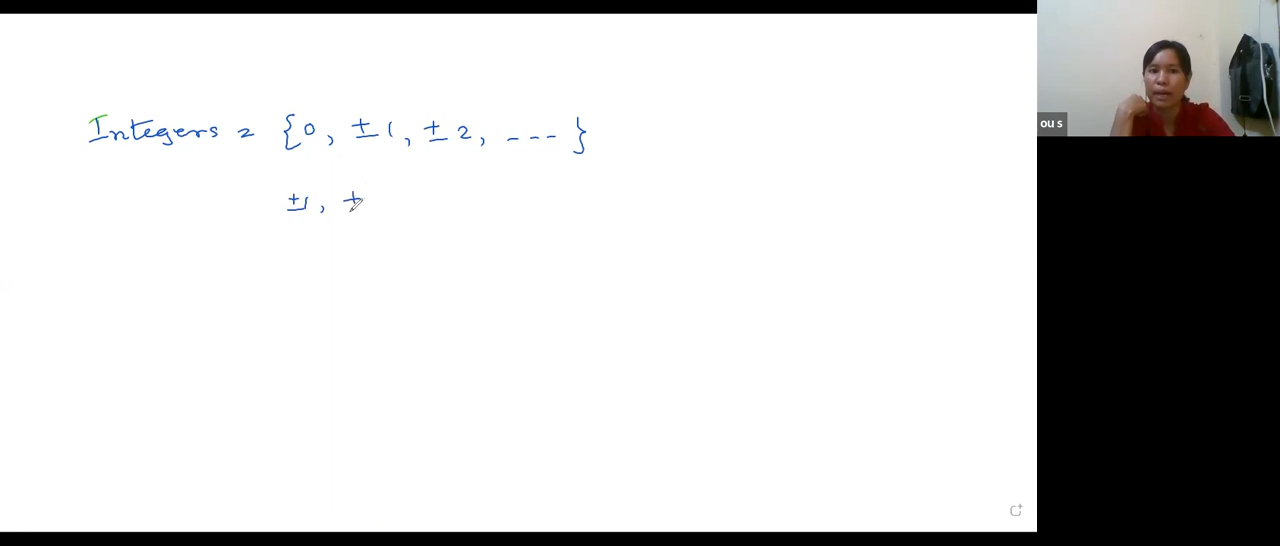 Integers = {0, ±1, ±2, ---}
±1, +
ou s